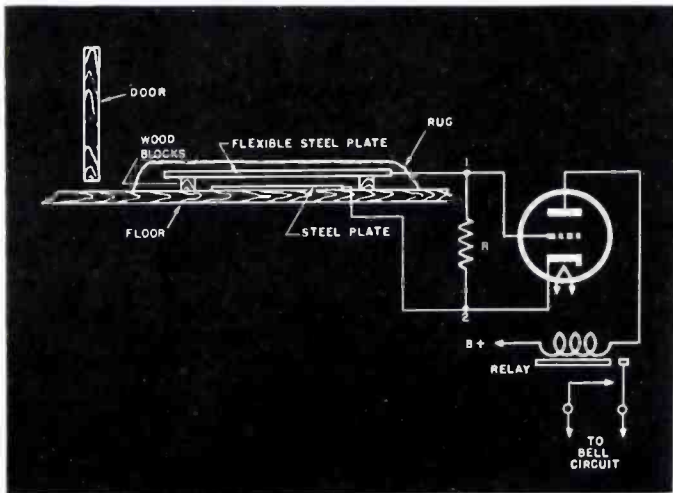 DOOR
WOOD
BLOCKS
FLEXIBLE STEEL PLATE
RUG
FLOOR
STEEL PLATE
1
R
2
B+
RELAY
TO
BELL
CIRCUIT